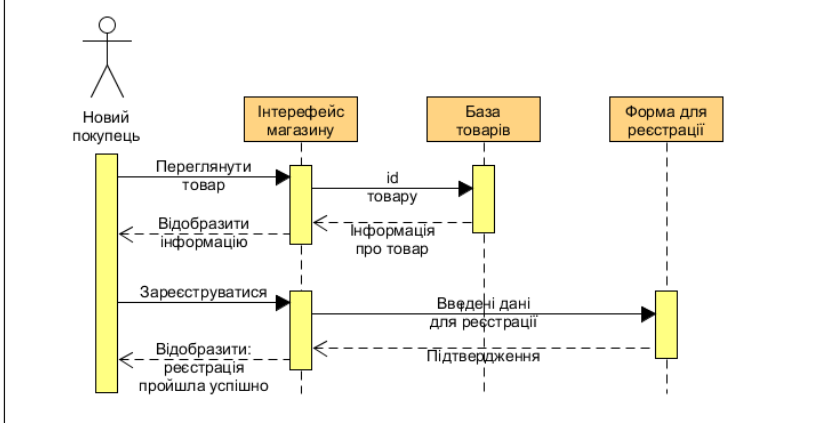 Новий
покупець
Інтерефейс
магазину
База
товарів
Форма для
реєстрації
Переглянути
товар
id
товару
Відобразити
інформацію
Інформація
про товар
Зареєструватися
Введені дані
для реєстрації
Відобразити:
реєстрація
пройшла успішно
Підтвердження